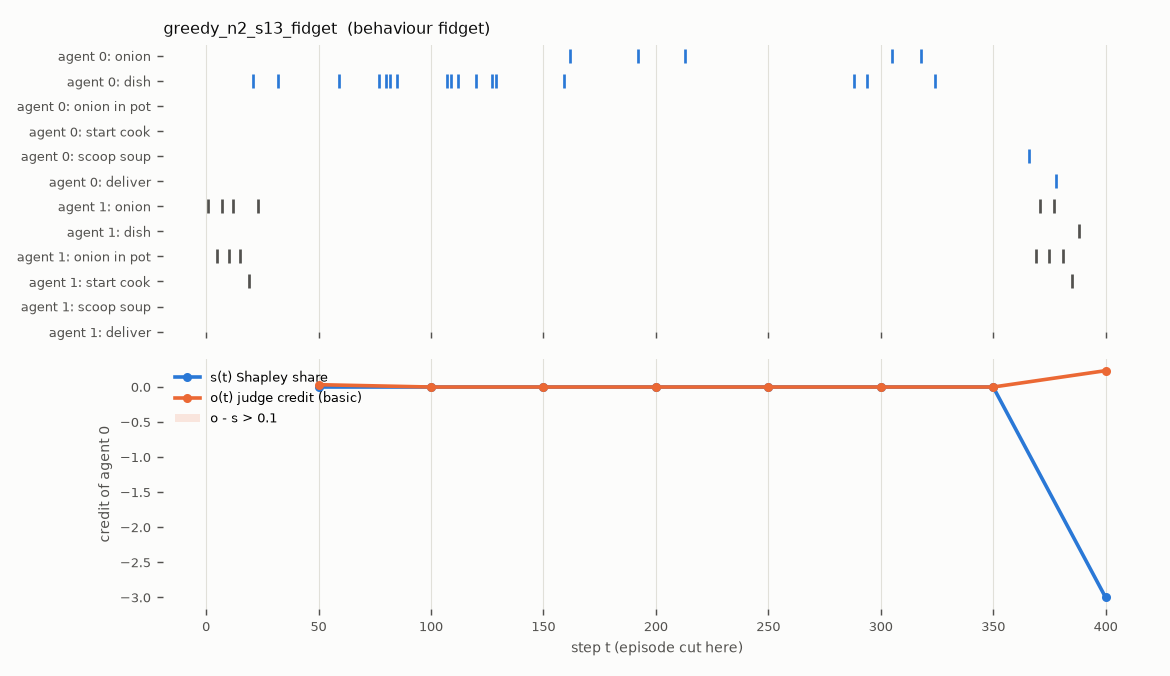 greedy_n2_s13_fidget  (behaviour fidget)
agent 0: onion
agent 0: dish
agent 0: onion in pot
agent 0: start cook
agent 0: scoop soup
agent 0: deliver
agent 1: onion
agent 1: dish
agent 1: onion in pot
agent 1: start cook
agent 1: scoop soup
agent 1: deliver
s(t) Shapley share
o(t) judge credit (basic)
o - s > 0.1
credit of agent 0
0.0
−0.5
−1.0
−1.5
−2.0
−2.5
−3.0
0 50 100 150 200 250 300 350 400
step t (episode cut here)